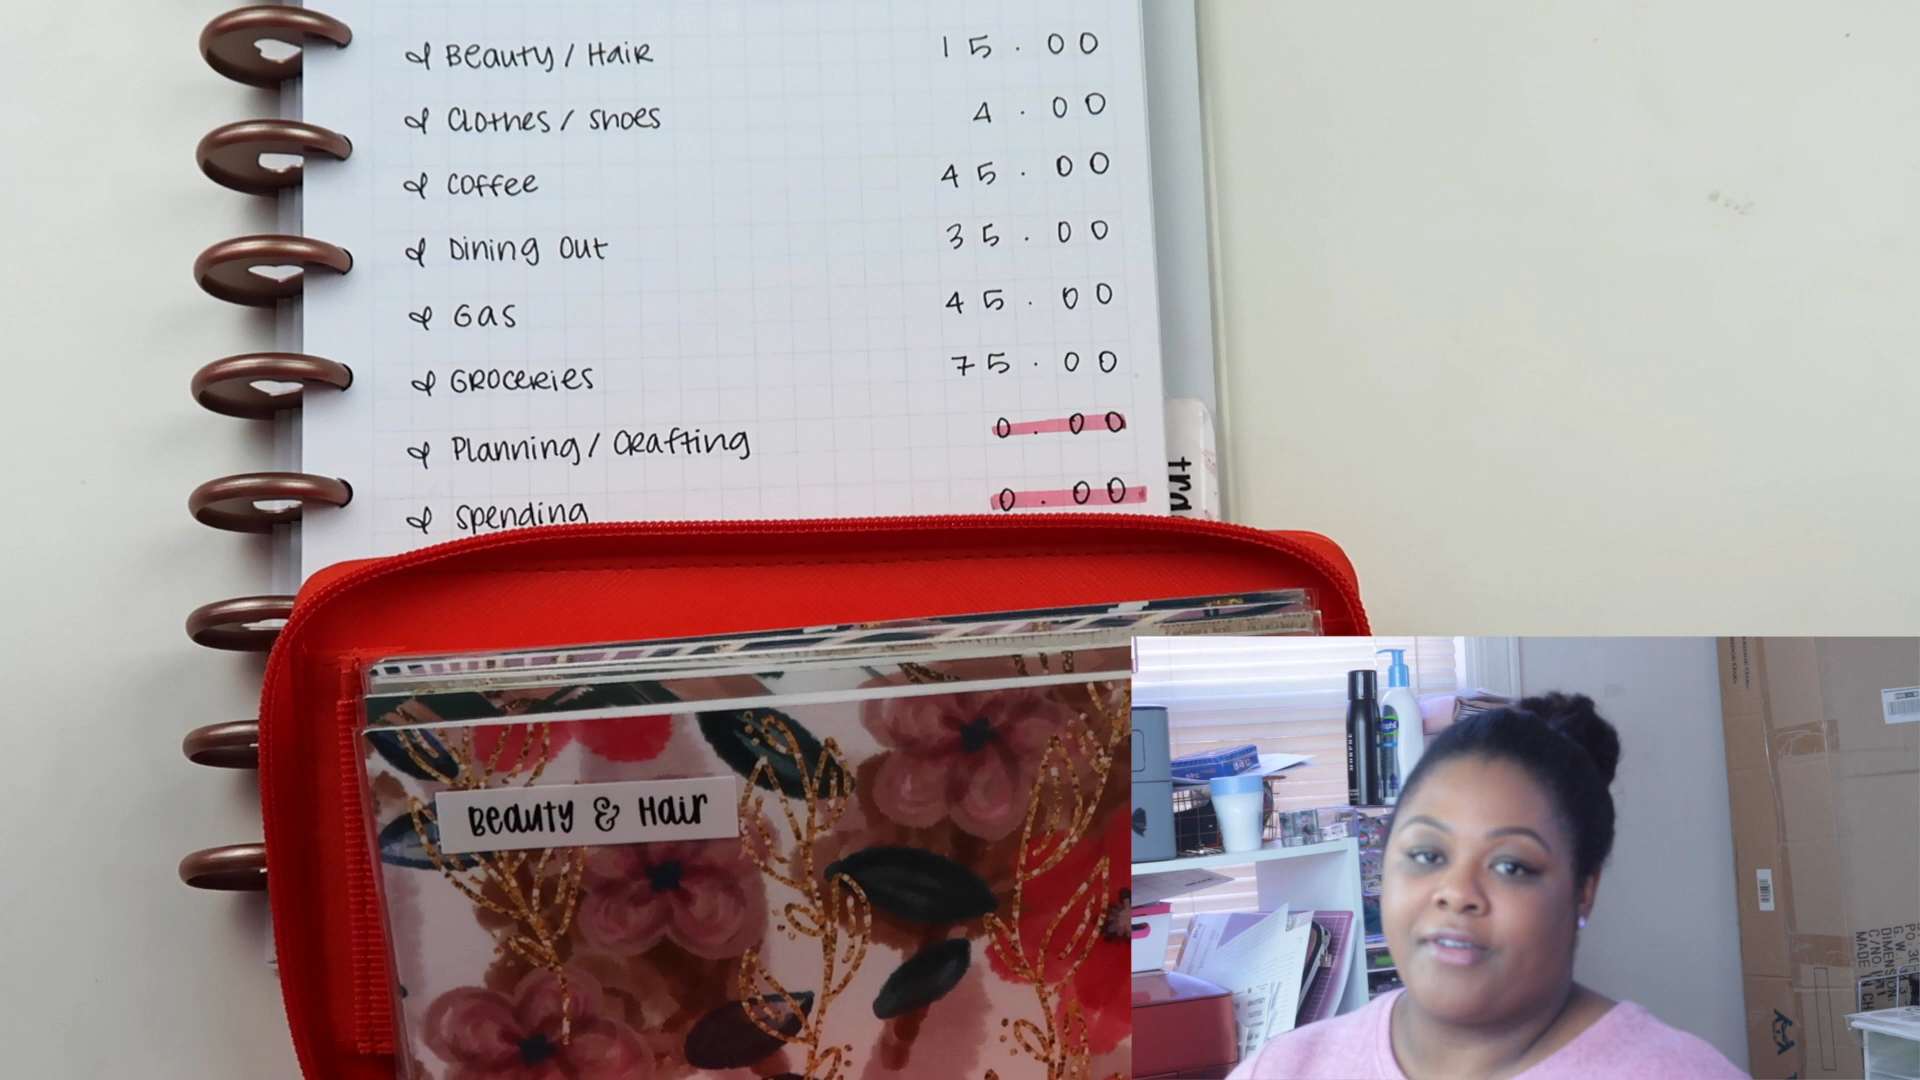 Beauty / Hair 15.00
Clothes / Shoes 4.00
Coffee 45.00
Dining Out 35.00
Gas 45.00
Groceries 75.00
Planning / Crafting 0.00
Spending 0.00
Beauty & Hair
MORPHE